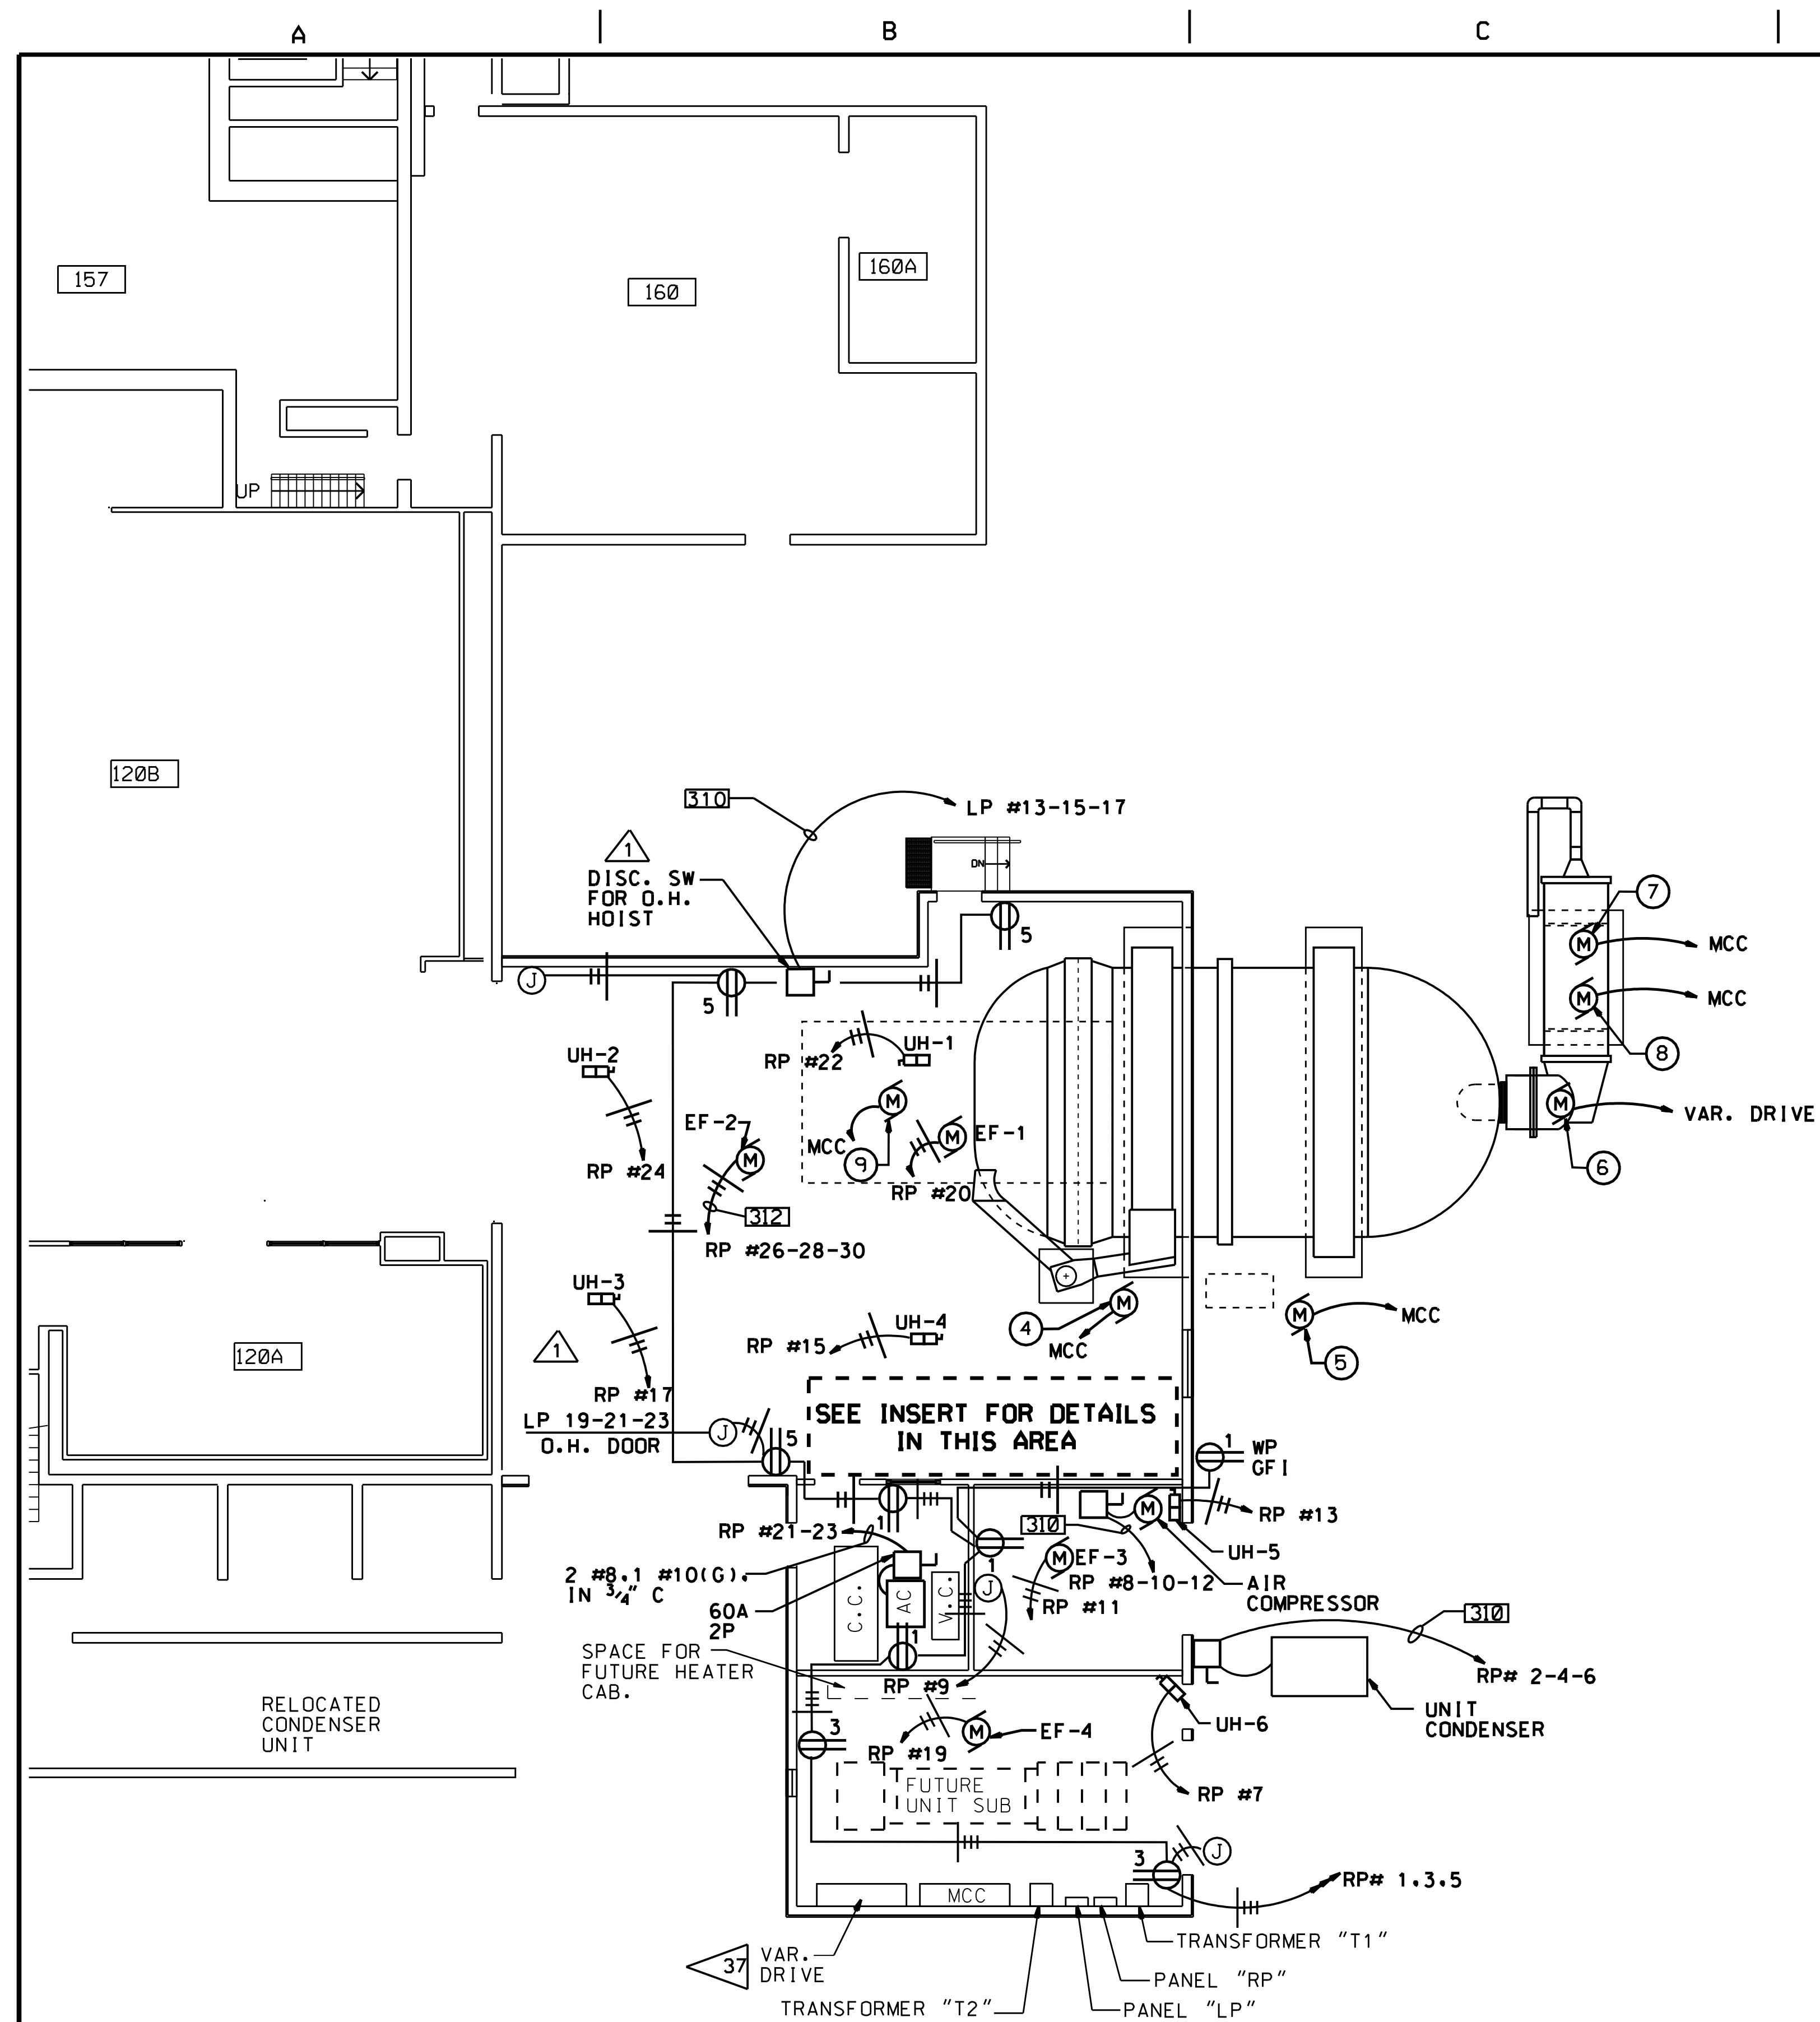 A
B
C
157
160
160A
UP
120B
310
LP #13-15-17
1
DISC. SW
FOR O.H.
HOIST
DN
5
7
M
MCC
J
5
M
MCC
8
UH-1
RP #22
UH-2
M
M
VAR. DRIVE
EF-2
M
EF-1
MCC
9
M
6
RP #24
RP #20
312
RP #26-28-30
UH-3
M
4
MCC
M
MCC
5
UH-4
RP #15
1
120A
RP #17
LP 19-21-23
O.H. DOOR
J
5
SEE INSERT FOR DETAILS
IN THIS AREA
1
WP
GFI
RP #13
RP #21-23
1
310
M
UH-5
1
M
EF-3
2 #8,1 #10(G),
IN 3/4" C
60A
2P
C.C.
AC
V.C.
J
RP #8-10-12
RP #11
AIR
COMPRESSOR
310
1
SPACE FOR
FUTURE HEATER
CAB.
RP #9
RP# 2-4-6
RELOCATED
CONDENSER
UNIT
UH-6
UNIT
CONDENSER
3
M
EF-4
RP #19
FUTURE
UNIT SUB
RP #7
3
J
RP# 1,3,5
MCC
37
VAR.
DRIVE
TRANSFORMER "T1"
PANEL "RP"
TRANSFORMER "T2"
PANEL "LP"